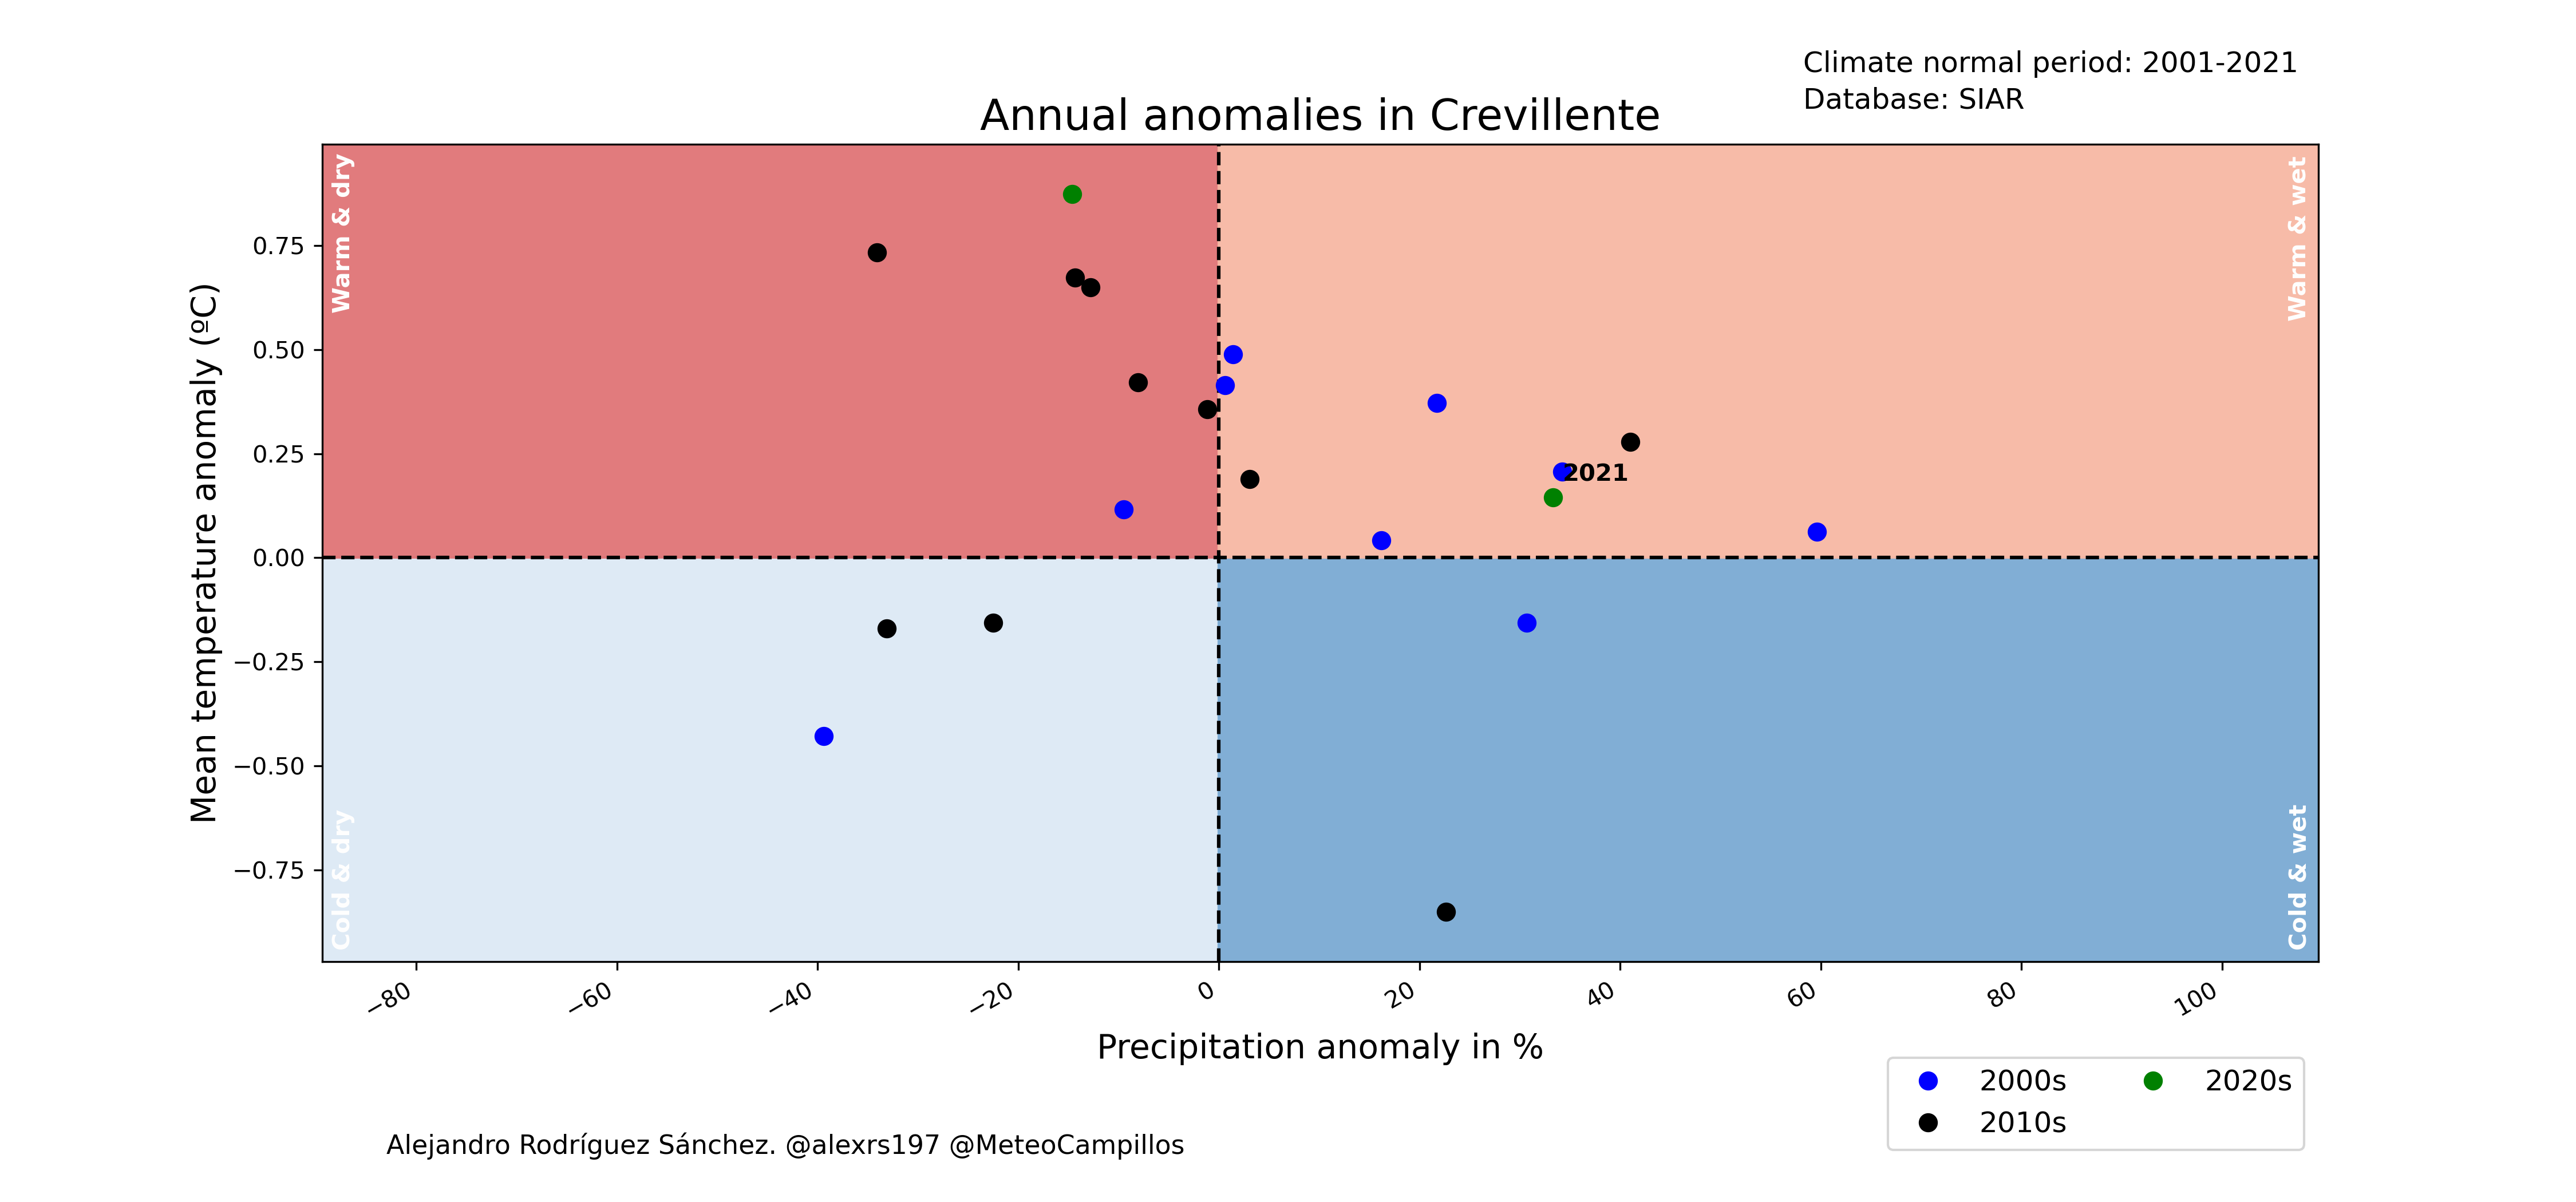 Climate normal period: 2001-2021
Database: SIAR
Annual anomalies in Crevillente
Warm & dry
Warm & wet
Mean temperature anomaly (ºC)
0.75
0.50
0.25
0.00
−0.25
−0.50
−0.75
2021
Cold & dry
Cold & wet
−80
−60
−40
−20
0
20
40
60
80
100
Precipitation anomaly in %
2000s
2020s
2010s
Alejandro Rodríguez Sánchez. @alexrs197 @MeteoCampillos